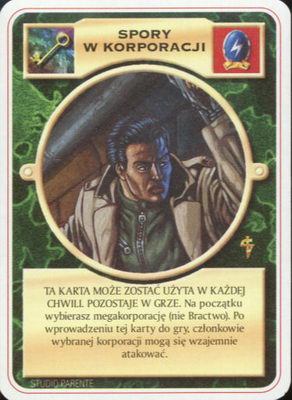 SPORY
W KORPORACJI
TA KARTA MOŻE ZOSTAĆ UŻYTA W KAŻDEJ
CHWILI POZOSTAJE W GRZE. Na początku
wybierasz megakorporację (nie Bractwo). Po
wprowadzeniu tej karty do gry, członkowie
wybranej korporacji mogą się wzajemnie
atakować.
STUDIO PARENTE